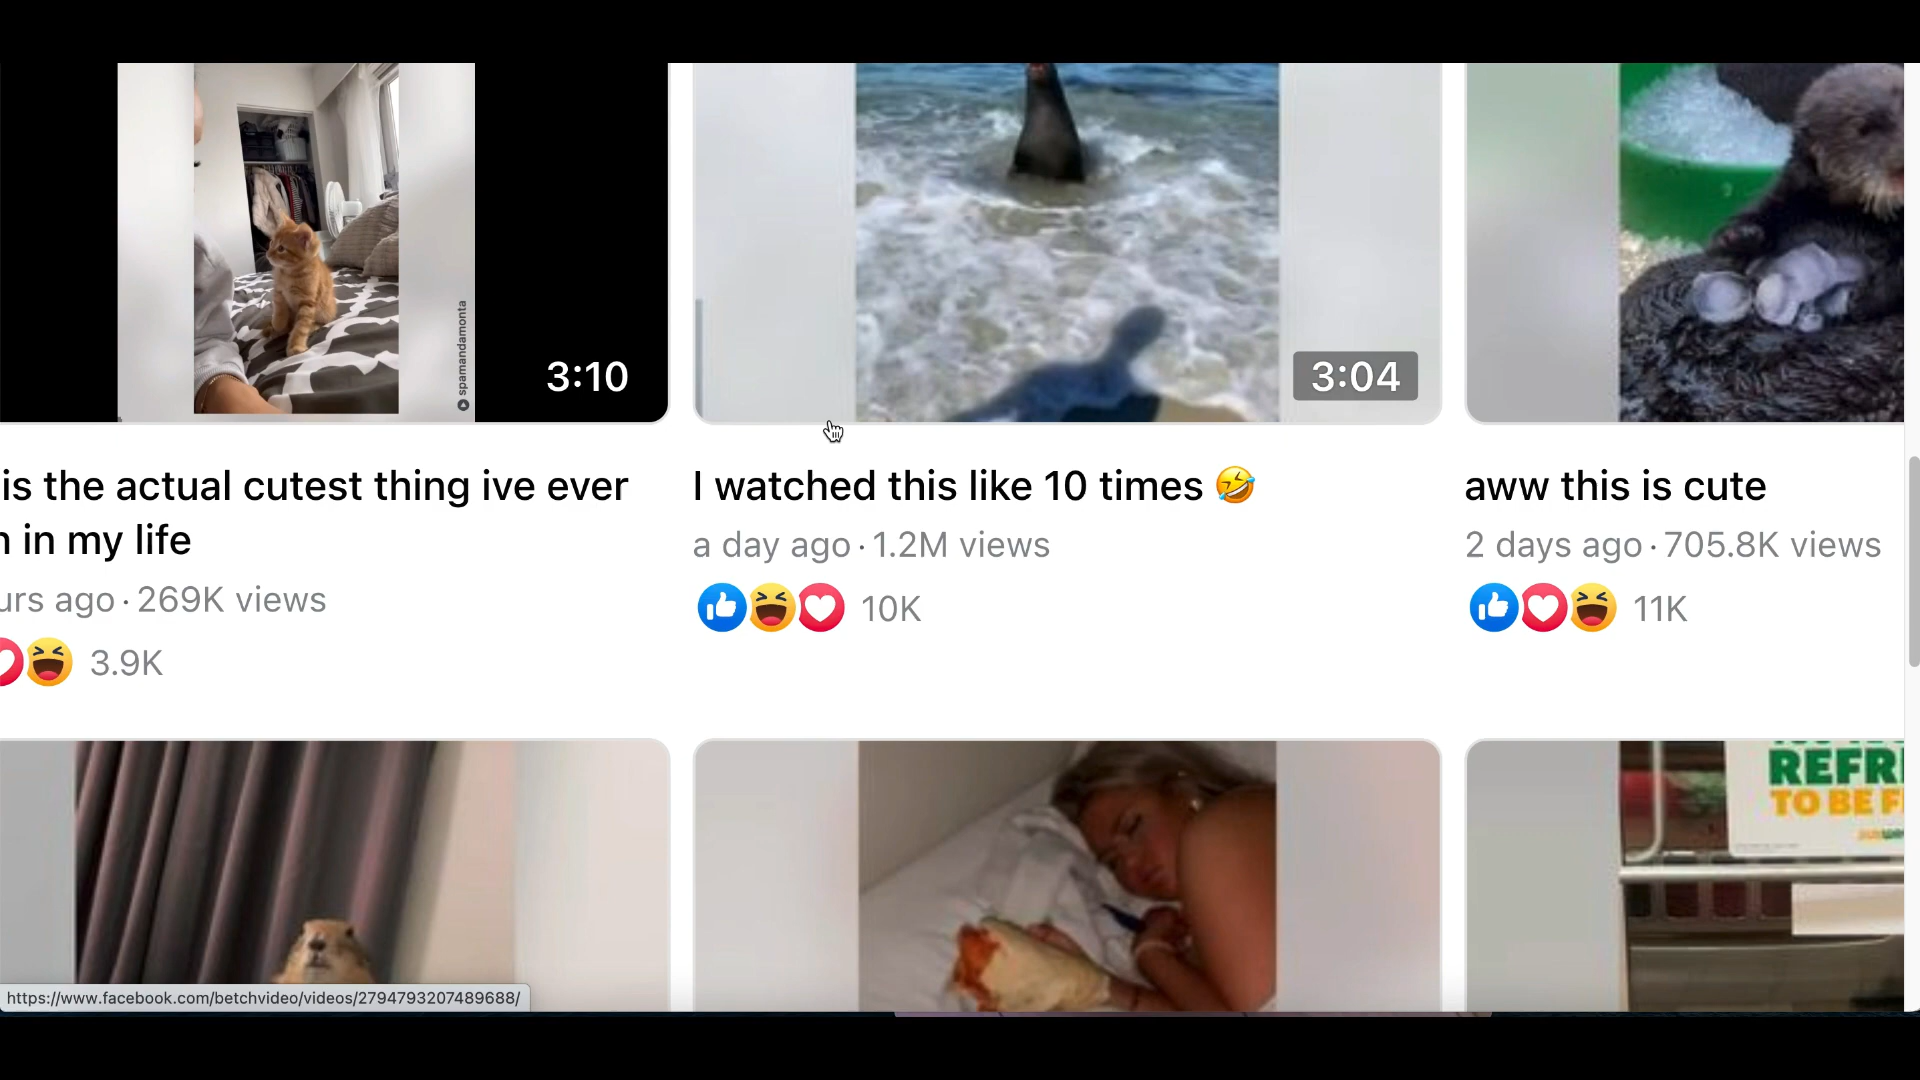 spamandamonta
3:10
3:04
is the actual cutest thing ive ever
in my life
urs ago · 269K views
3.9K
I watched this like 10 times 🤣
a day ago · 1.2M views
10K
aww this is cute
2 days ago · 705.8K views
11K
REFR
TO BE F
https://www.facebook.com/betchvideo/videos/2794793207489688/